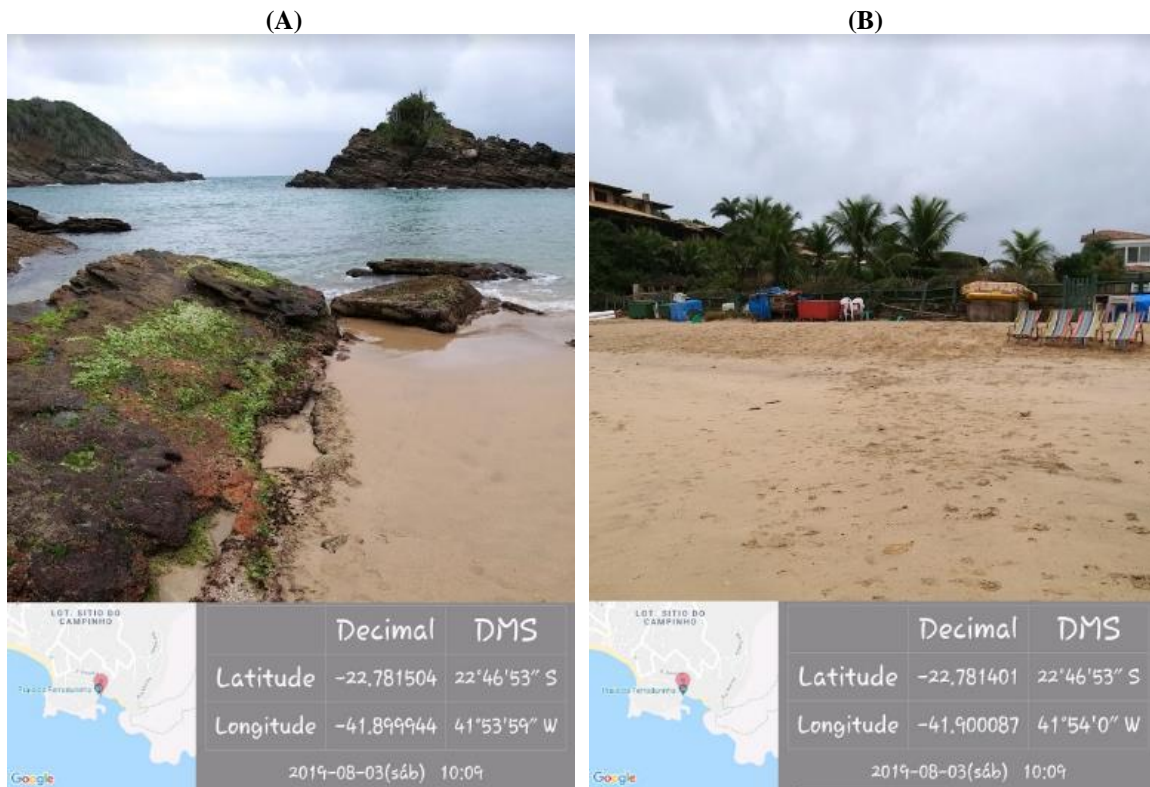 (A)
(B)
LOT. SITIO DO
CAMPINHO
Google
Decimal DMS
Latitude -22.781504 22°46'53" S
Longitude -41.899944 41°53'59" W
2019-08-03(sáb) 10:09
LOT. SITIO DO
CAMPINHO
Google
Decimal DMS
Latitude -22.781401 22°46'53" S
Longitude -41.900087 41°54'0" W
2019-08-03(sáb) 10:09